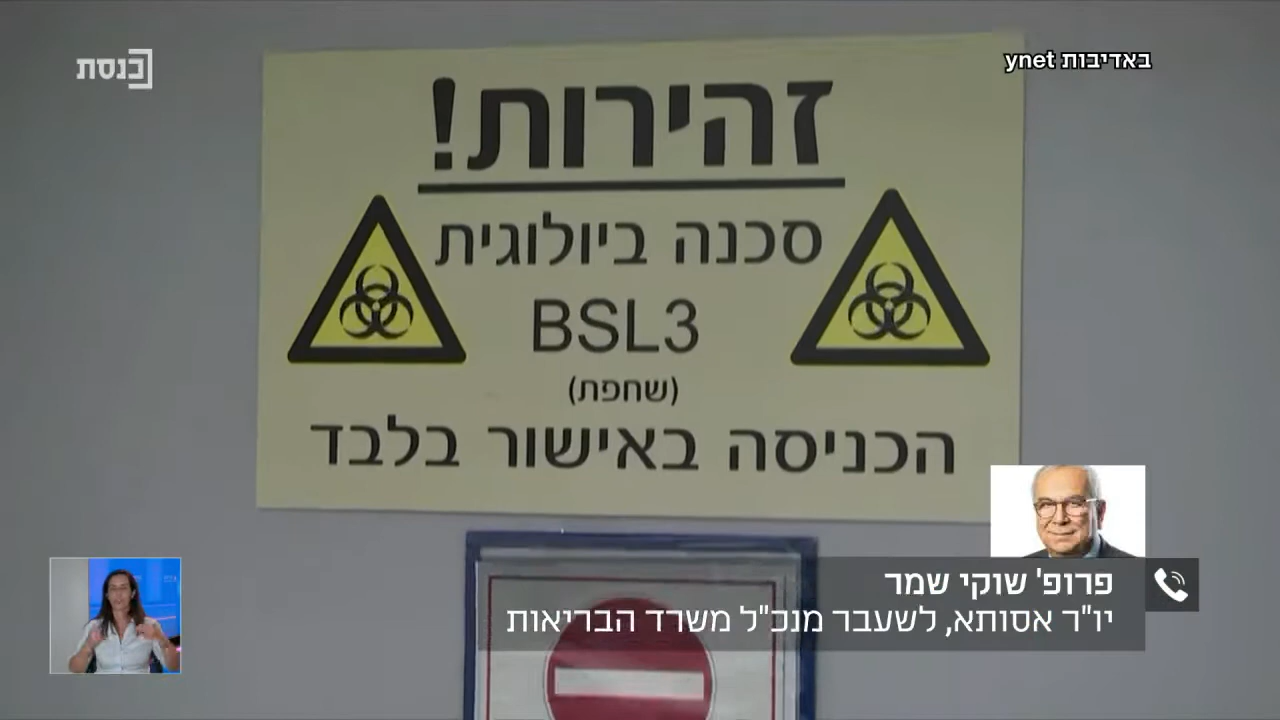 כנסת
באדיבות ynet
זהירות!
סכנה ביולוגית
BSL3
(שחפת)
הכניסה באישור בלבד
פרופ' שוקי שמר
יו"ר אסותא, לשעבר מנכ"ל משרד הבריאות